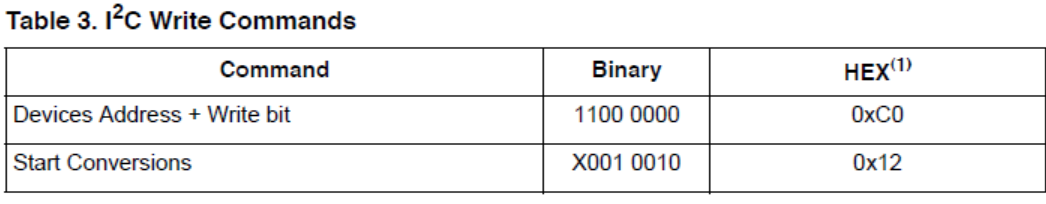 Table 3. I²C Write Commands
Command Binary HEX⁽¹⁾
Devices Address + Write bit 1100 0000 0xC0
Start Conversions X001 0010 0x12